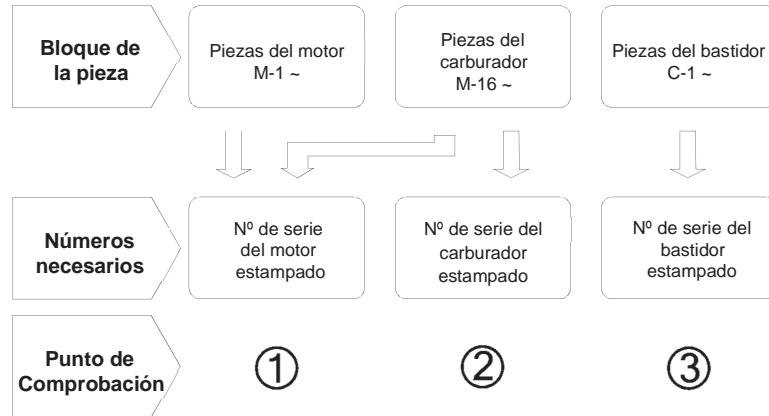 Bloque de
la pieza
Piezas del motor
M-1 ~
Piezas del
carburador
M-16 ~
Piezas del bastidor
C-1 ~
Números
necesarios
Nº de serie
del motor
estampado
Nº de serie del
carburador
estampado
Nº de serie del
bastidor
estampado
Punto de
Comprobación
①
②
③